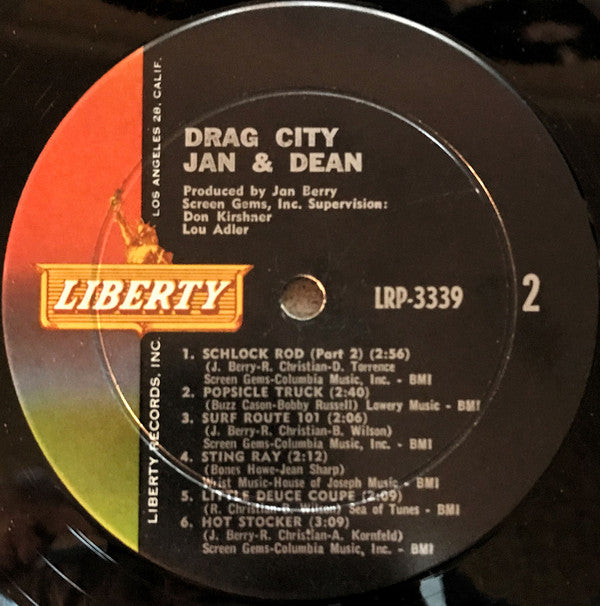 DRAG CITY
JAN & DEAN
Produced by Jan Berry
Screen Gems, Inc. Supervision:
Don Kirshner
Lou Adler
LIBERTY
LRP-3339
2
1. SCHLOCK ROD (Part 2) (2:56)
(J. Berry-R. Christian-D. Torrence
Screen Gems-Columbia Music, Inc. - BMI
2. POPSICLE TRUCK (2:40)
(Buzz Cason-Bobby Russell) Lowery Music - BMI
3. SURF ROUTE 101 (2:06)
(J. Berry-R. Christian-B. Wilson)
Screen Gems-Columbia Music, Inc. - BMI
4. STING RAY (2:12)
(Bones Howe-Jean Sharp)
Wrist Music-House of Joseph Music - BMI
5. LITTLE DEUCE COUPE (2:09)
(R. Christian-B. Wilson) Sea of Tunes - BMI
6. HOT STOCKER (3:09)
(J. Berry-R. Christian-A. Kornfeld)
Screen Gems-Columbia Music, Inc. - BMI
LIBERTY RECORDS, INC. LOS ANGELES 28, CALIF.